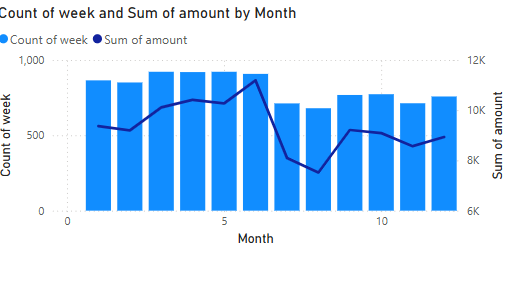 Count of week and Sum of amount by Month
Count of week Sum of amount
1,000 12K
10K
500
8K
0 6K
0 5 10
Count of week
Sum of amount
Month